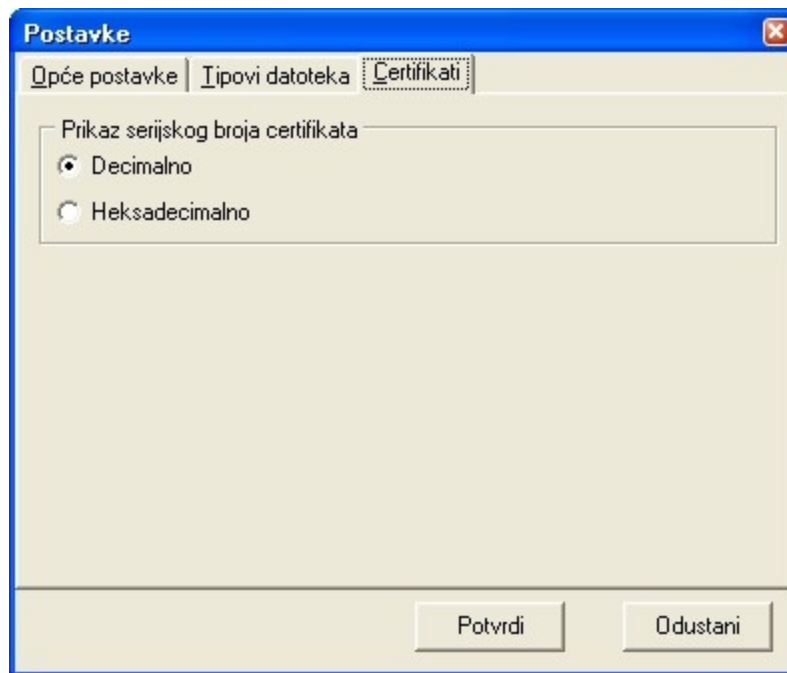 Postavke
Opće postavke Tipovi datoteka Certifikati
Prikaz serijskog broja certifikata
Decimalno
Heksadecimalno
Potvrdi Odustani